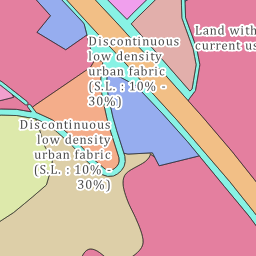 Land with
current us
Discontinuous
low density
urban fabric
(S.L. : 10% -
30%)
Discontinuous
low density
urban fabric
(S.L. : 10% -
30%)